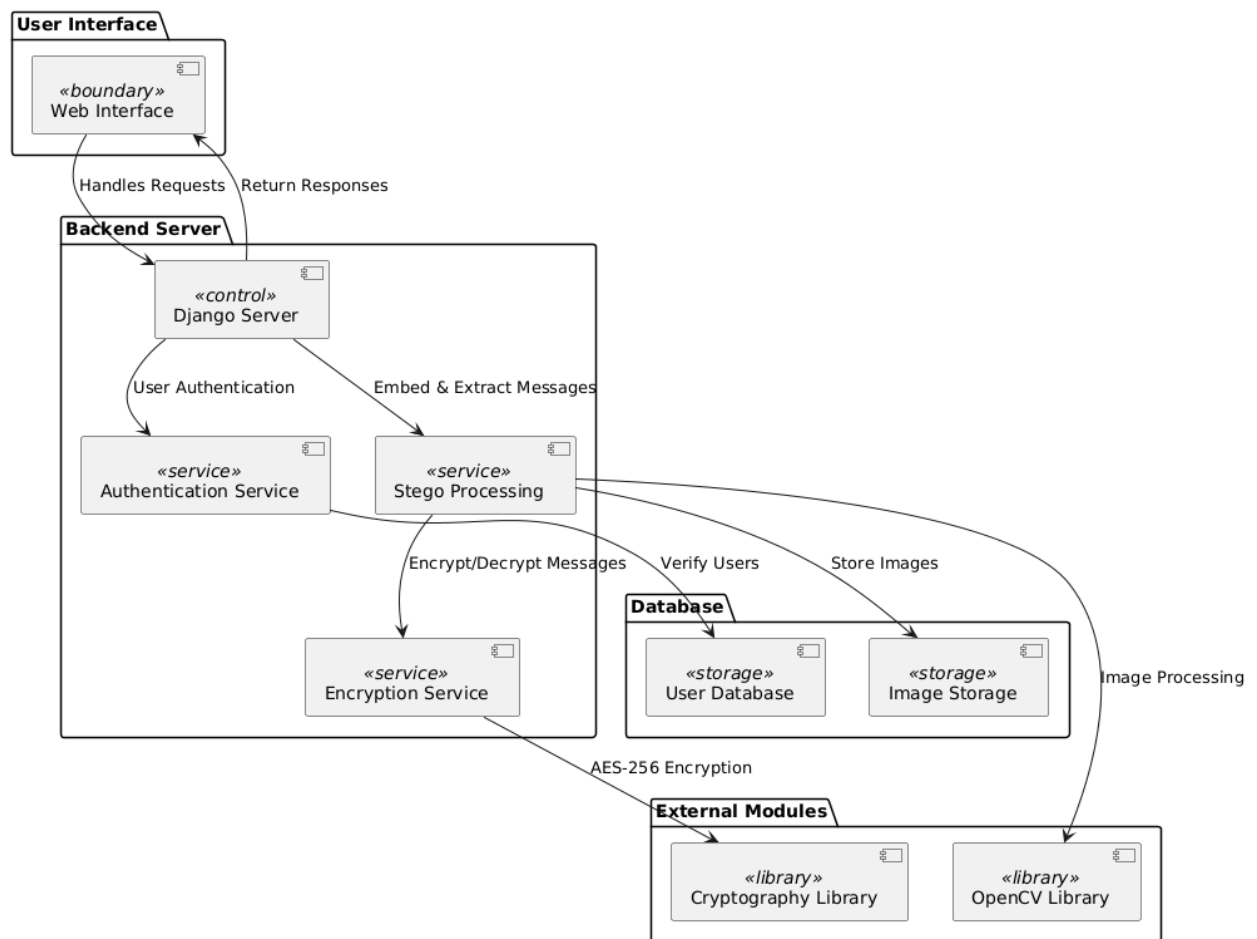 User Interface
«boundary»
Web Interface
Handles Requests
Return Responses
Backend Server
«control»
Django Server
User Authentication
Embed & Extract Messages
«service»
Authentication Service
«service»
Stego Processing
Encrypt/Decrypt Messages
Verify Users
Store Images
Database
«service»
Encryption Service
«storage»
User Database
«storage»
Image Storage
Image Processing
AES-256 Encryption
External Modules
«library»
Cryptography Library
«library»
OpenCV Library